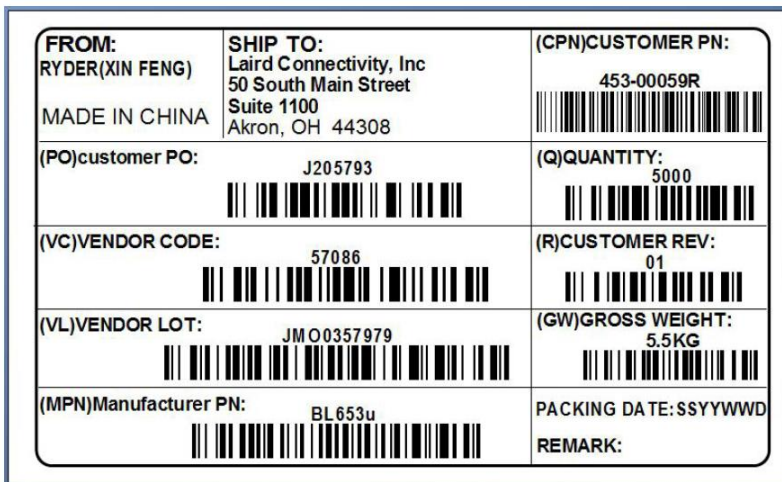 FROM:
RYDER(XIN FENG)
MADE IN CHINA
SHIP TO:
Laird Connectivity, Inc
50 South Main Street
Suite 1100
Akron, OH 44308
(CPN)CUSTOMER PN:
453-00059R
(PO)customer PO:
J205793
(Q)QUANTITY:
5000
(VC)VENDOR CODE:
57086
(R)CUSTOMER REV:
01
(VL)VENDOR LOT:
JMO0357979
(GW)GROSS WEIGHT:
5.5KG
(MPN)Manufacturer PN:
BL653u
PACKING DATE:SSYYWWD
REMARK: